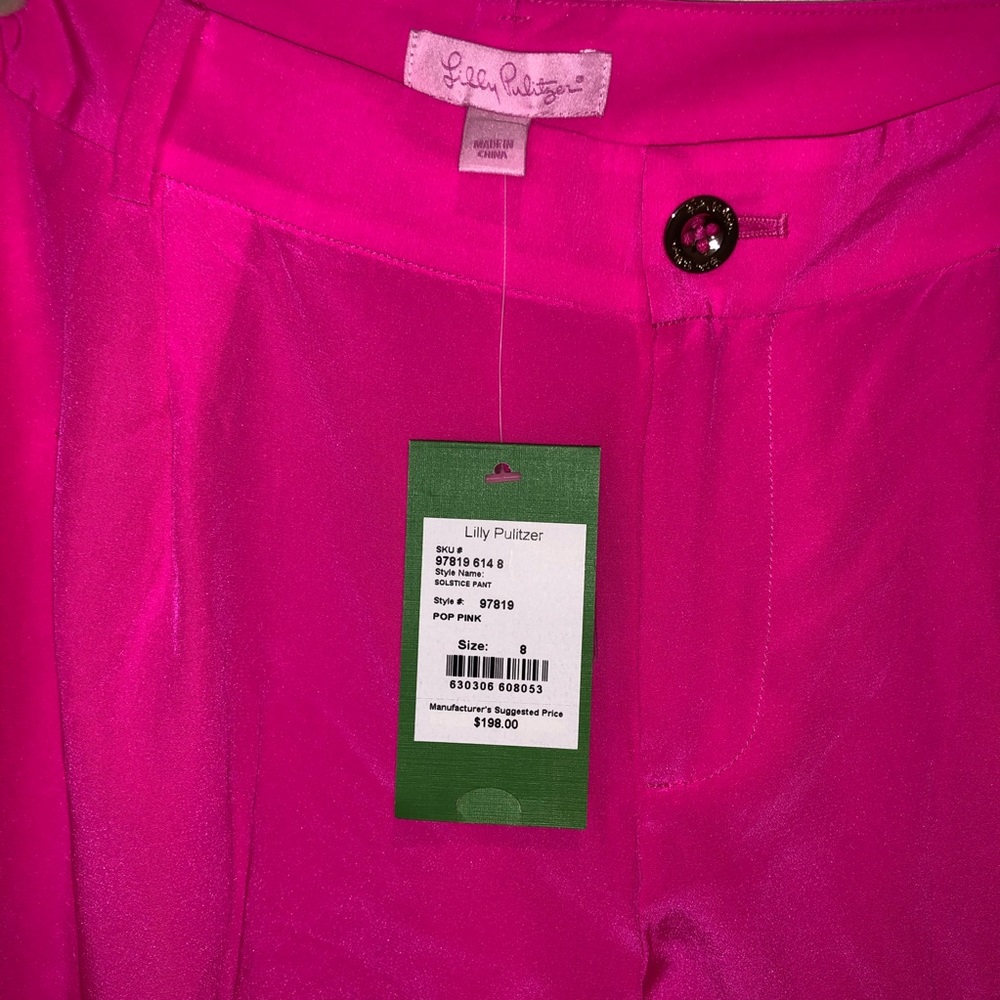 Lilly Pulitzer®
MADE IN
CHINA
Lilly Pulitzer
SKU #
97819 614 8
Style Name:
SOLSTICE PANT
Style #: 97819
POP PINK
Size: 8
630306 608053
Manufacturer's Suggested Price
$198.00